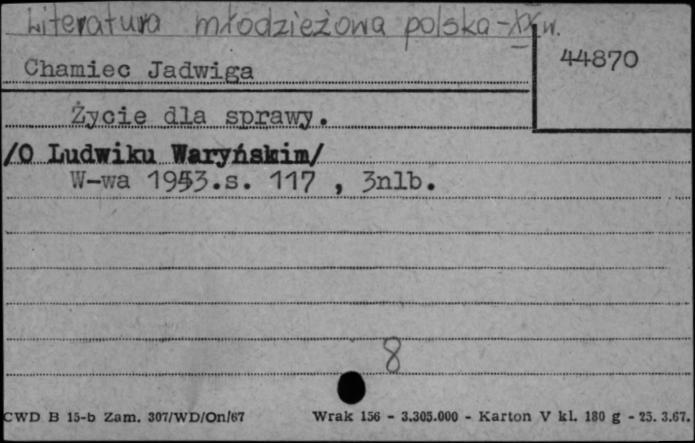 Literatura młodzieżowa polska - XX w.
44870
Chamiec Jadwiga
Życie dla sprawy.
/O Ludwiku Waryńskim/
W-wa 1953.s. 117 , 3nlb.
8
CWD B 15-b Zam. 307/WD/On/67 Wrak 156 - 3.305.000 - Karton V kl. 180 g - 25. 3.67.